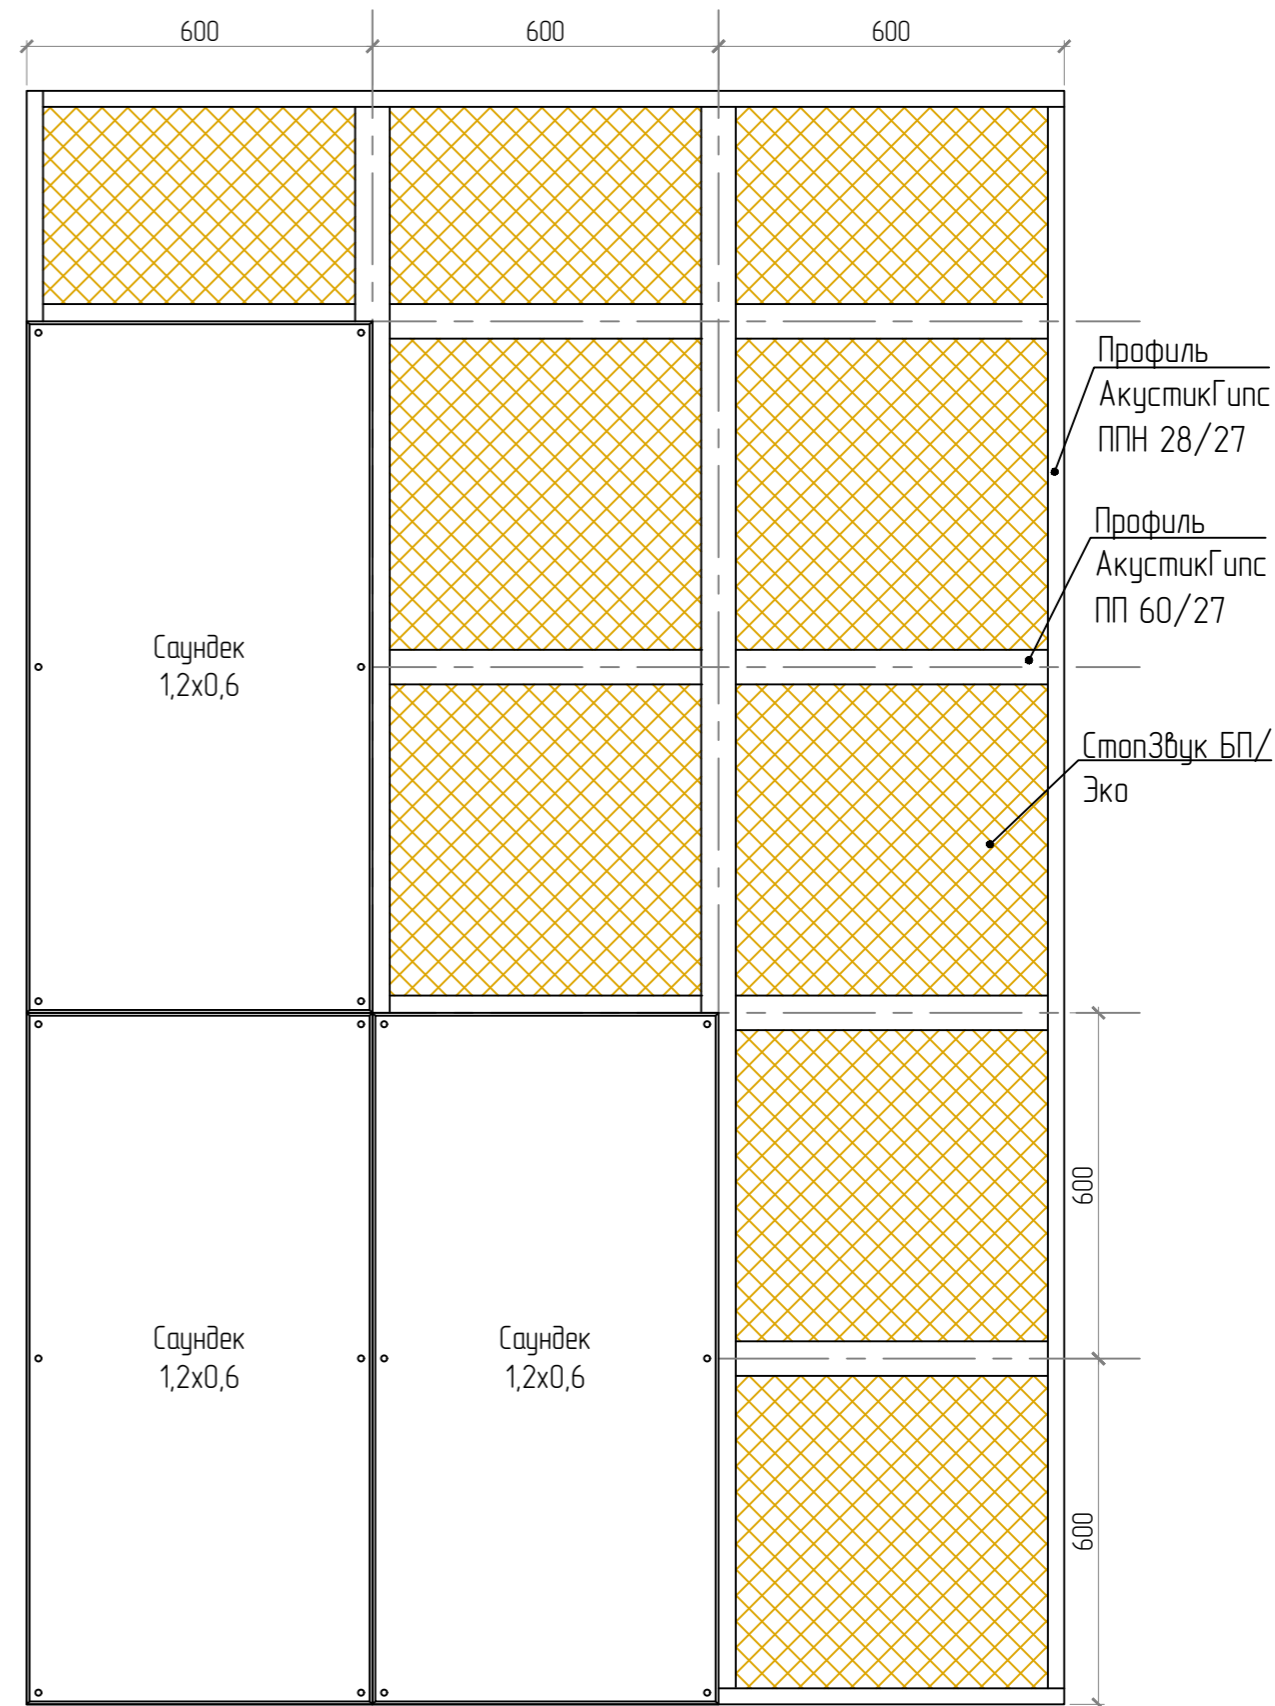 600
600
600
Профиль
АкустикГипс
ППН 28/27
Профиль
АкустикГипс
ПП 60/27
Саундек
1,2х0,6
СтопЗвук БП/
Эко
600
Саундек
1,2х0,6
Саундек
1,2х0,6
600